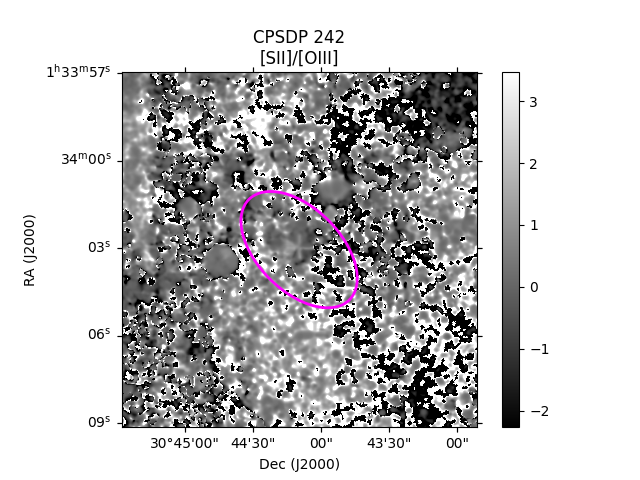 CPSDP 242
[SII]/[OIII]
1ʰ33ᵐ57ˢ
34ᵐ00ˢ
03ˢ
06ˢ
09ˢ
RA (J2000)
30°45'00" 44'30" 00" 43'30" 00"
Dec (J2000)
3
2
1
0
−1
−2